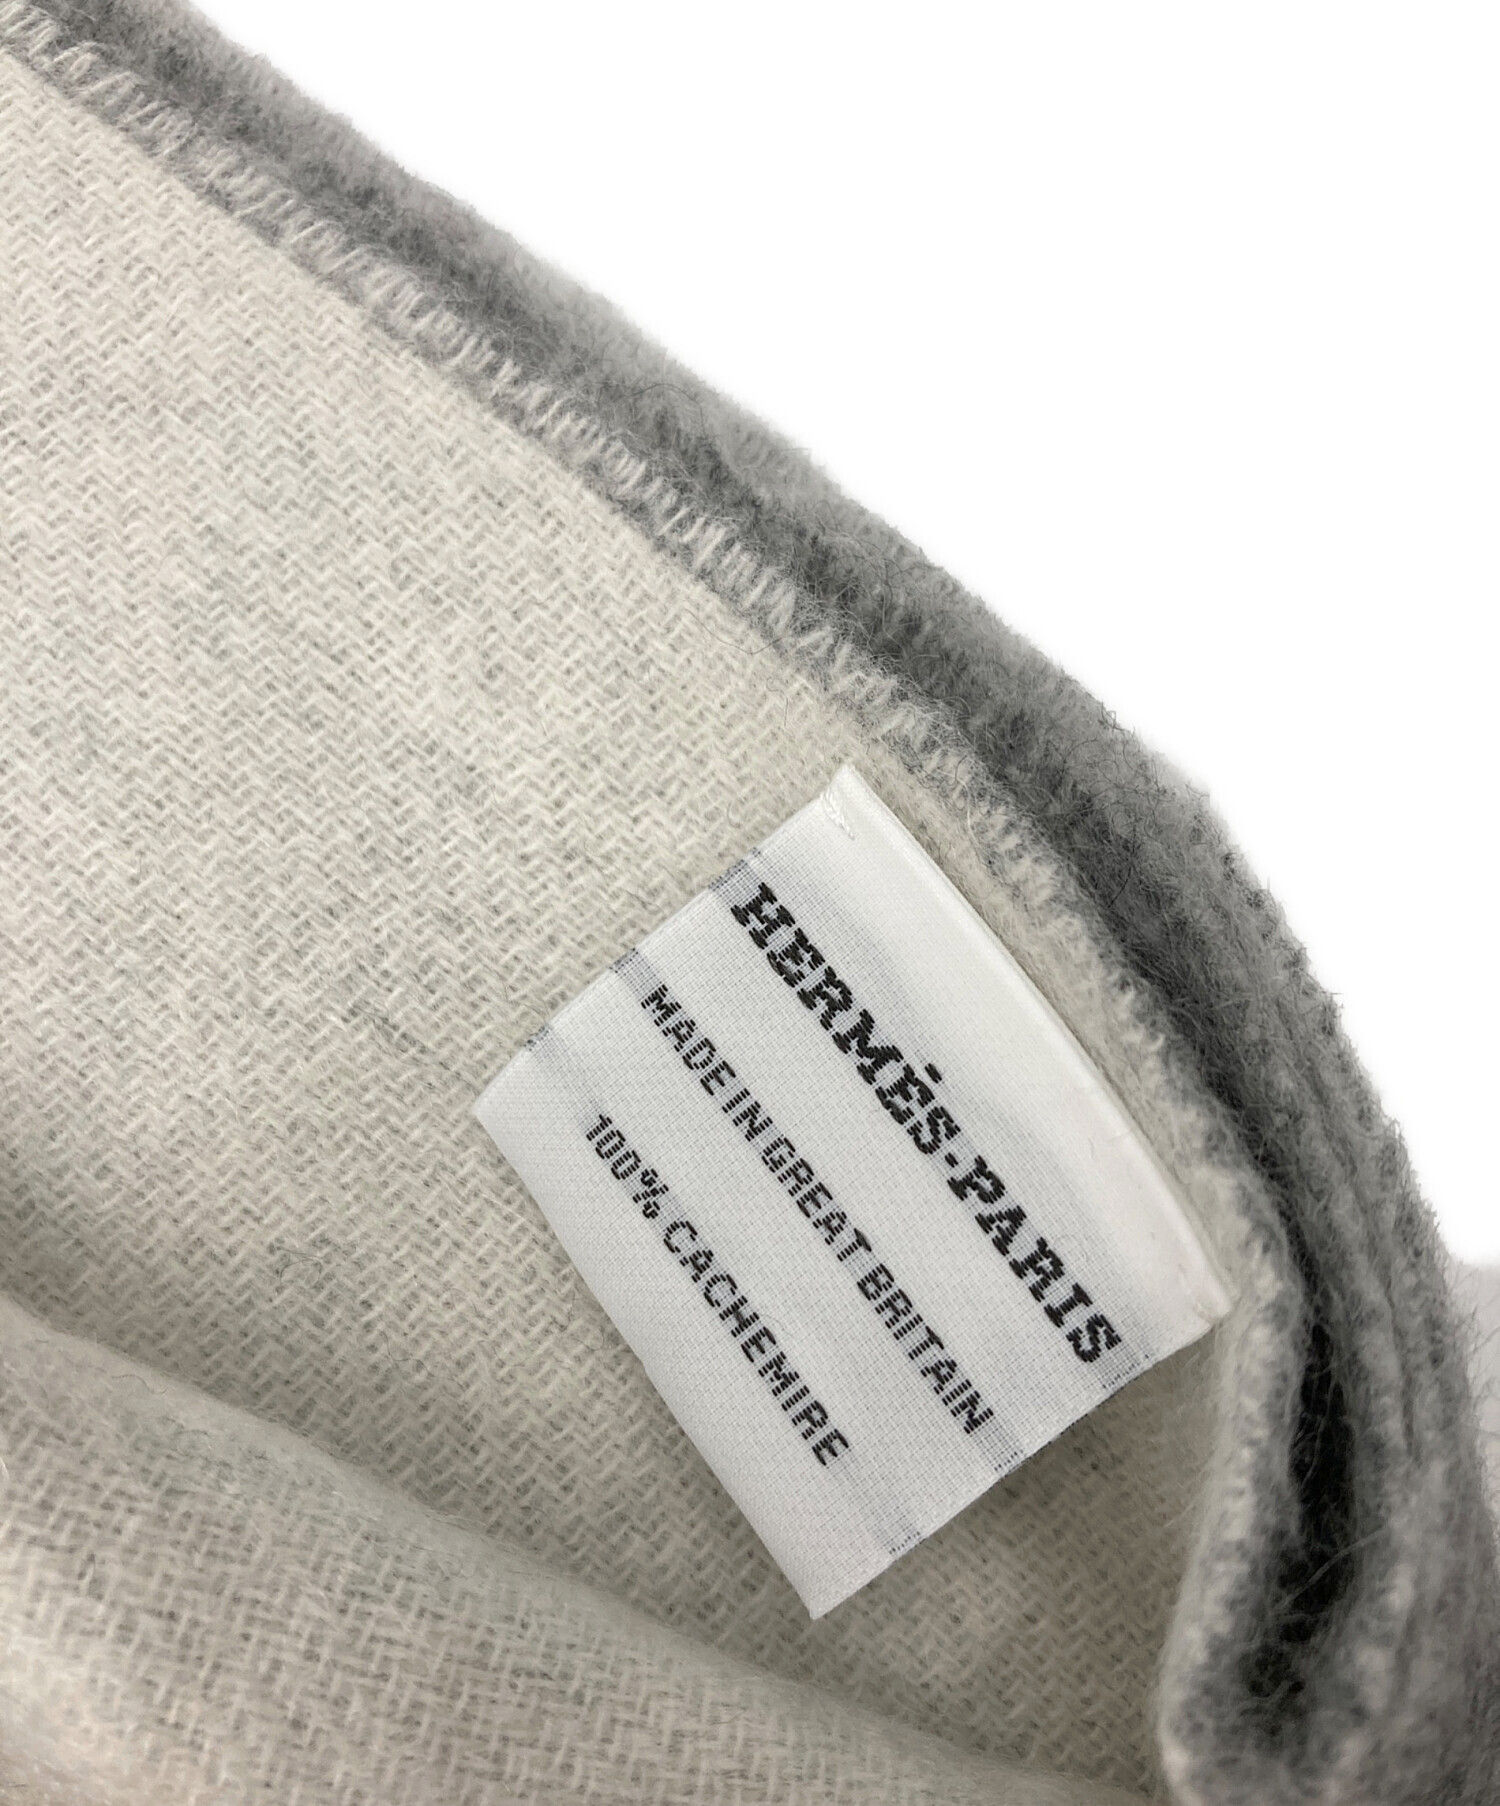 HERMÈS-PARIS
MADE IN GREAT BRITAIN
100% CACHEMIRE